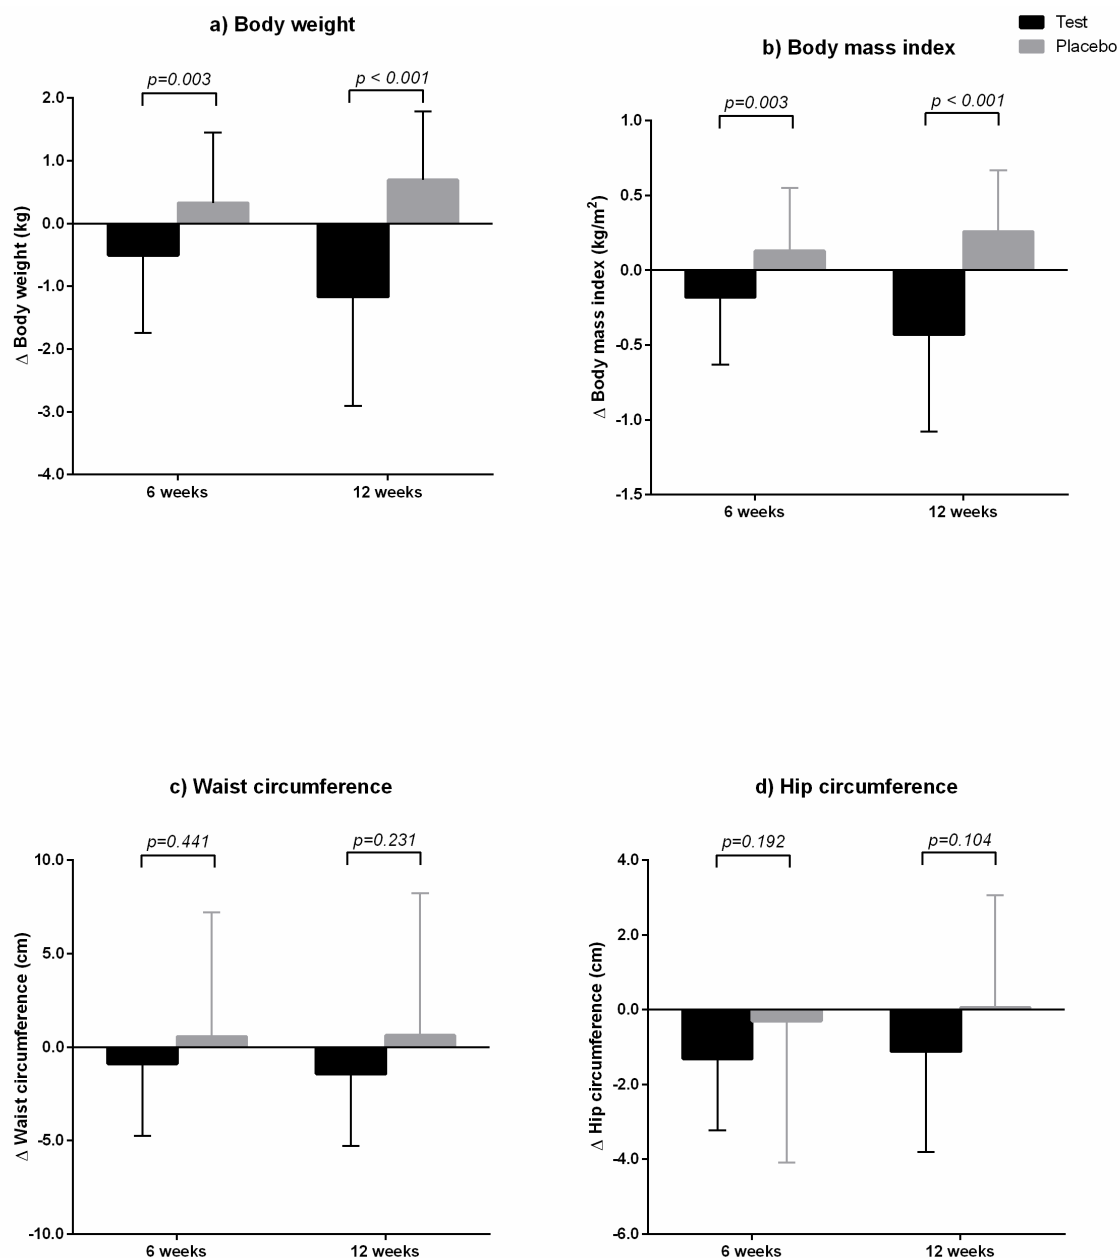 a) Body weight
p=0.003
p < 0.001
2.0
1.0
0.0
-1.0
-2.0
-3.0
-4.0
Δ Body weight (kg)
6 weeks
12 weeks
Test
Placebo
b) Body mass index
p=0.003
p < 0.001
1.0
0.5
0.0
-0.5
-1.0
-1.5
Δ Body mass index (kg/m²)
6 weeks
12 weeks
c) Waist circumference
p=0.441
p=0.231
10.0
5.0
0.0
-5.0
-10.0
Δ Waist circumference (cm)
6 weeks
12 weeks
d) Hip circumference
p=0.192
p=0.104
4.0
2.0
0.0
-2.0
-4.0
-6.0
Δ Hip circumference (cm)
6 weeks
12 weeks